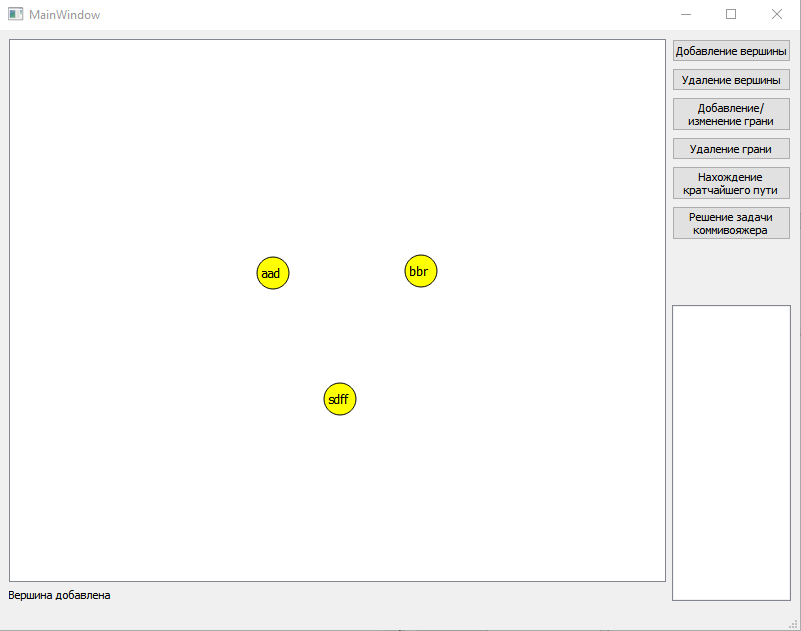 MainWindow
Добавление вершины
Удаление вершины
Добавление/
изменение грани
Удаление грани
Нахождение
кратчайшего пути
Решение задачи
коммивояжера
aad
bbr
sdff
Вершина добавлена